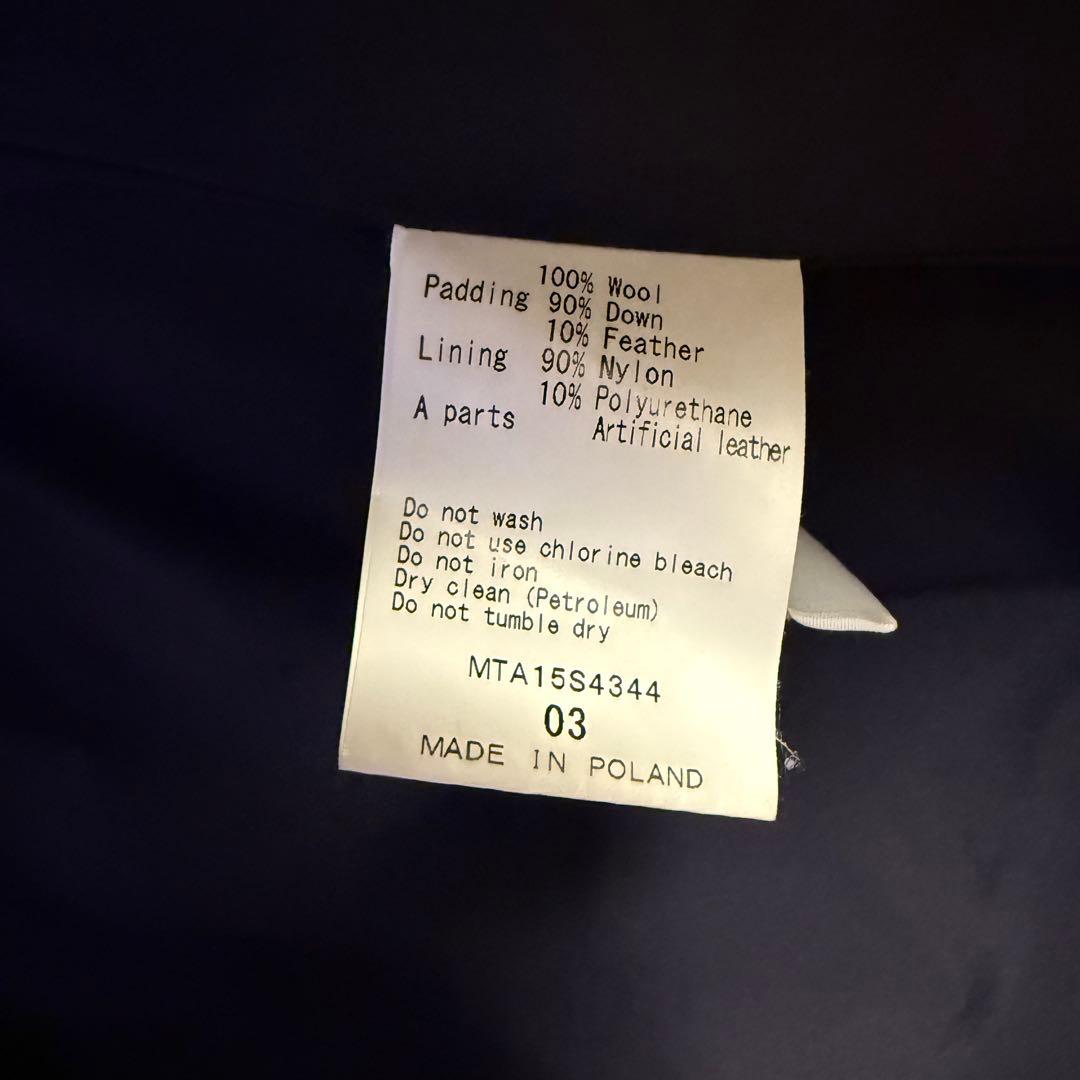 100% Wool
Padding 90% Down
10% Feather
Lining 90% Nylon
10% Polyurethane
A parts Artificial leather
Do not wash
Do not use chlorine bleach
Do not iron
Dry clean (Petroleum)
Do not tumble dry
MTA15S4344
03
MADE IN POLAND